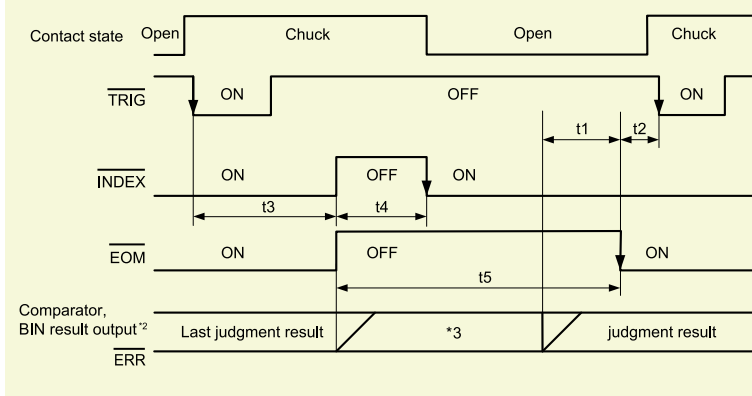 Contact state Open Chuck Open Chuck
TRIG ON OFF ON
t1 t2
INDEX ON OFF ON
t3 t4
EOM ON OFF ON
t5
Comparator,
BIN result output*2 Last judgment result *3 judgment result
ERR